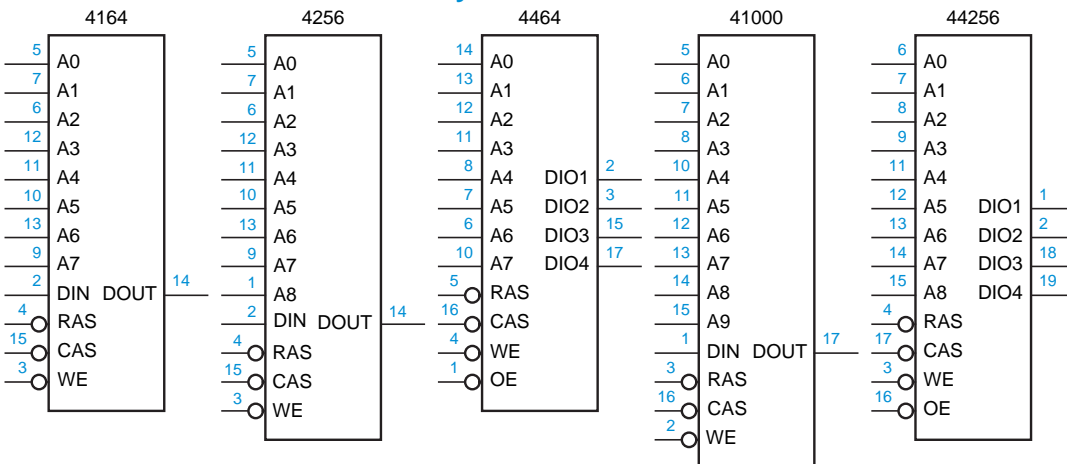 4164
5 A0
7 A1
6 A2
12 A3
11 A4
10 A5
13 A6
9 A7
2 DIN DOUT 14
4 RAS
15 CAS
3 WE
4256
5 A0
7 A1
6 A2
12 A3
11 A4
10 A5
13 A6
9 A7
1 A8
2 DIN DOUT 14
4 RAS
15 CAS
3 WE
4464
14 A0
13 A1
12 A2
11 A3
8 A4 DIO1 2
7 A5 DIO2 3
6 A6 DIO3 15
10 A7 DIO4 17
5 RAS
16 CAS
4 WE
1 OE
41000
5 A0
6 A1
7 A2
8 A3
10 A4
11 A5
12 A6
13 A7
14 A8
15 A9
1 DIN DOUT 17
3 RAS
16 CAS
2 WE
44256
6 A0
7 A1
8 A2
9 A3
11 A4
12 A5 DIO1 1
13 A6 DIO2 2
14 A7 DIO3 18
15 A8 DIO4 19
4 RAS
17 CAS
3 WE
16 OE